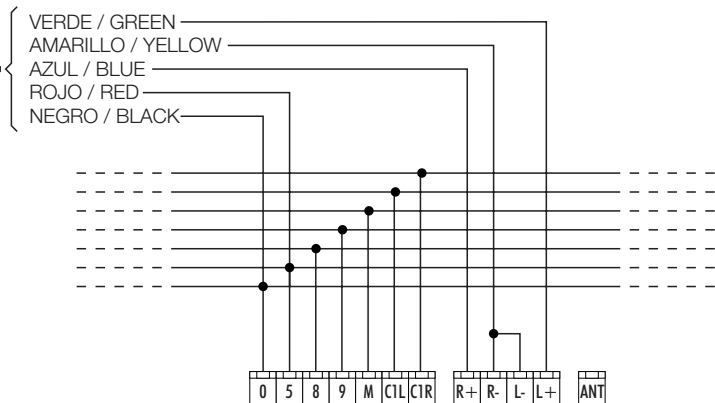 VERDE / GREEN
AMARILLO / YELLOW
AZUL / BLUE
ROJO / RED
NEGRO / BLACK
0 5 8 9 M C1L C1R R+ R- L- L+ ANT